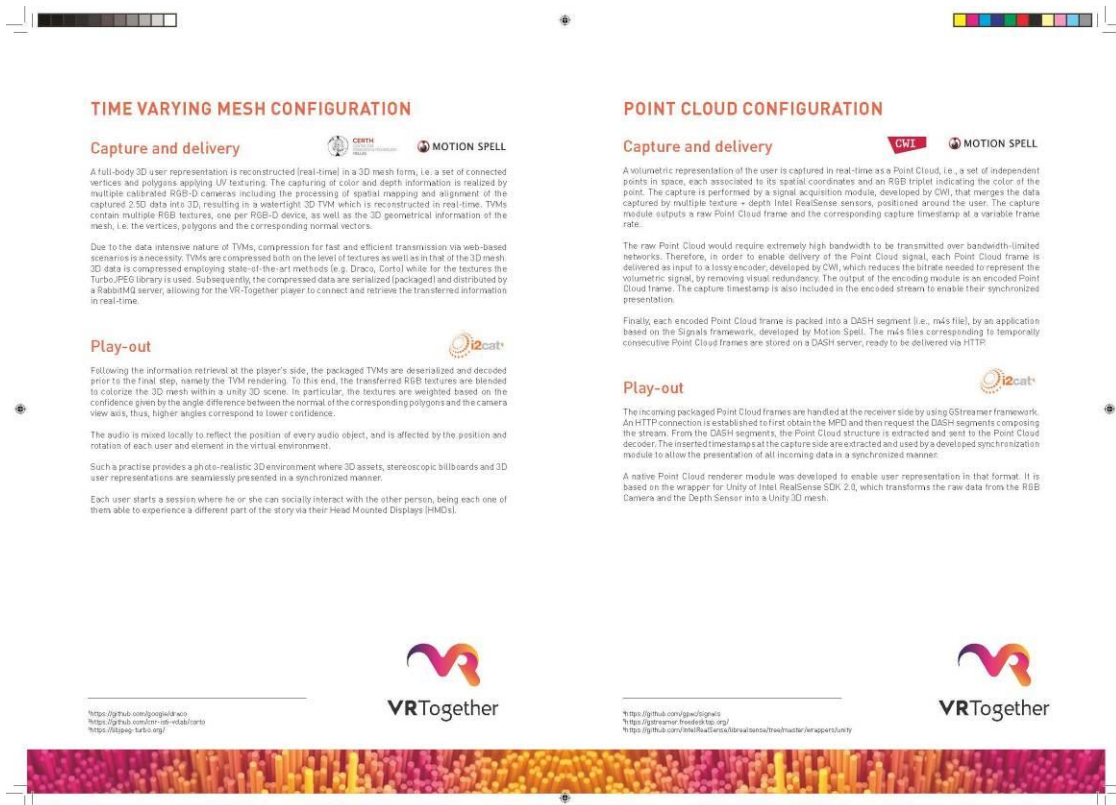 TIME VARYING MESH CONFIGURATION
Capture and delivery
CERTH
HELLAS
MOTION SPELL
A full-body 3D user representation is reconstructed (real-time) in a 3D mesh form, i.e. a set of connected
vertices and polygons applying UV texturing. The capturing of color and depth information is realized by
multiple calibrated RGB-D cameras including the processing of spatial mapping and alignment of the
captured 2.5D data into 3D, resulting in a watertight 3D TVM which is reconstructed in real-time. TVMs
contain multiple RGB textures, one per RGB-D device, as well as the 3D geometrical information of the
mesh, i.e. the vertices, polygons and the corresponding normal vectors.
Due to the data intensive nature of TVMs, compression for fast and efficient transmission via web-based
scenarios is a necessity. TVMs are compressed both on the level of textures as well as in that of the 3D mesh.
3D data is compressed employing state-of-the-art methods (e.g. Draco, Corto) while for the textures the
TurboJPEG library is used. Subsequently, the compressed data are serialized (packaged) and distributed by
a RabbitMQ server, allowing for the VR-Together player to connect and retrieve the transferred information
in real-time.
Play-out
i2cat
Following the information retrieval at the player's side, the packaged TVMs are deserialized and decoded
prior to the final step, namely the TVM rendering. To this end, the transferred RGB textures are blended
to colorize the 3D mesh within a unity 3D scene. In particular, the textures are weighted based on the
confidence given by the angle difference between the normal of the corresponding polygons and the camera
view axis, thus, higher angles correspond to lower confidence.
The audio is mixed locally to reflect the position of every audio object, and is affected by the position and
rotation of each user and element in the virtual environment.
Such a practise provides a photo-realistic 3D environment where 3D assets, stereoscopic billboards and 3D
user representations are seamlessly presented in a synchronized manner.
Each user starts a session where he or she can socially interact with the other person, being each one of
them able to experience a different part of the story via their Head Mounted Displays (HMDs).
VRTogether
https://github.com/google/draco
https://github.com/cnr-isti-vclab/corto
https://libjpeg-turbo.org/
POINT CLOUD CONFIGURATION
Capture and delivery
CWI
MOTION SPELL
A volumetric representation of the user is captured in real-time as a Point Cloud, i.e., a set of independent
points in space, each associated to its spatial coordinates and an RGB triplet indicating the color of the
point. The capture is performed by a signal acquisition module, developed by CWI, that merges the data
captured by multiple texture + depth Intel RealSense sensors, positioned around the user. The capture
module outputs a raw Point Cloud frame and the corresponding capture timestamp at a variable frame
rate.
The raw Point Cloud would require extremely high bandwidth to be transmitted over bandwidth-limited
networks. Therefore, in order to enable delivery of the Point Cloud signal, each Point Cloud frame is
delivered as input to a lossy encoder, developed by CWI, which reduces the bitrate needed to represent the
volumetric signal, by removing visual redundancy. The output of the encoding module is an encoded Point
Cloud frame. The capture timestamp is also included in the encoded stream to enable their synchronized
presentation.
Finally, each encoded Point Cloud frame is packed into a DASH segment (i.e., m4s file), by an application
based on the Signals framework, developed by Motion Spell. The m4s files corresponding to temporally
consecutive Point Cloud frames are stored on a DASH server, ready to be delivered via HTTP.
Play-out
i2cat
The incoming packaged Point Cloud frames are handled at the receiver side by using GStreamer framework.
An HTTP connection is established to first obtain the MPD and then request the DASH segments composing
the stream. From the DASH segments, the Point Cloud structure is extracted and sent to the Point Cloud
decoder. The inserted timestamps at the capture side are extracted and used by a developed synchronization
module to allow the presentation of all incoming data in a synchronized manner.
A native Point Cloud renderer module was developed to enable user representation in that format. It is
based on the wrapper for Unity of Intel RealSense SDK 2.0, which transforms the raw data from the RGB
Camera and the Depth Sensor into a Unity 3D mesh.
VRTogether
https://github.com/gpac/signals
https://gstreamer.freedesktop.org/
https://github.com/IntelRealSense/librealsense/tree/master/wrappers/unity